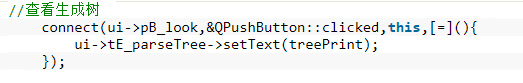 //查看生成树
connect(ui->pB_look,&QPushButton::clicked,this,[=](){
ui->tE_parseTree->setText(treePrint);
});